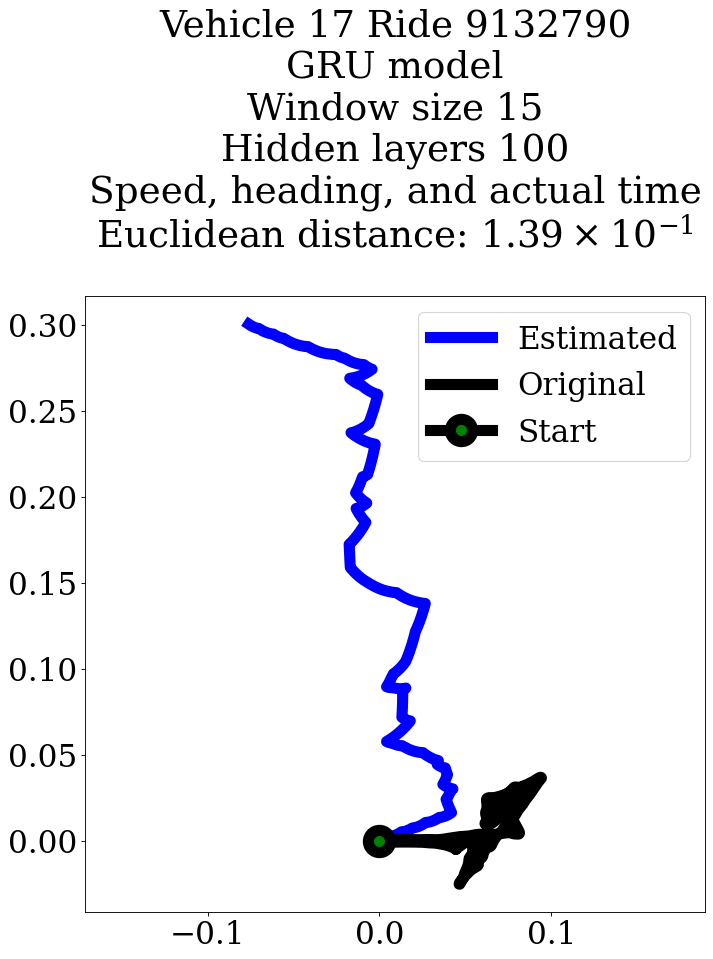 Vehicle 17 Ride 9132790
GRU model
Window size 15
Hidden layers 100
Speed, heading, and actual time
Euclidean distance: 1.39 × 10⁻¹
Estimated
Original
Start
0.30
0.25
0.20
0.15
0.10
0.05
0.00
−0.1
0.0
0.1